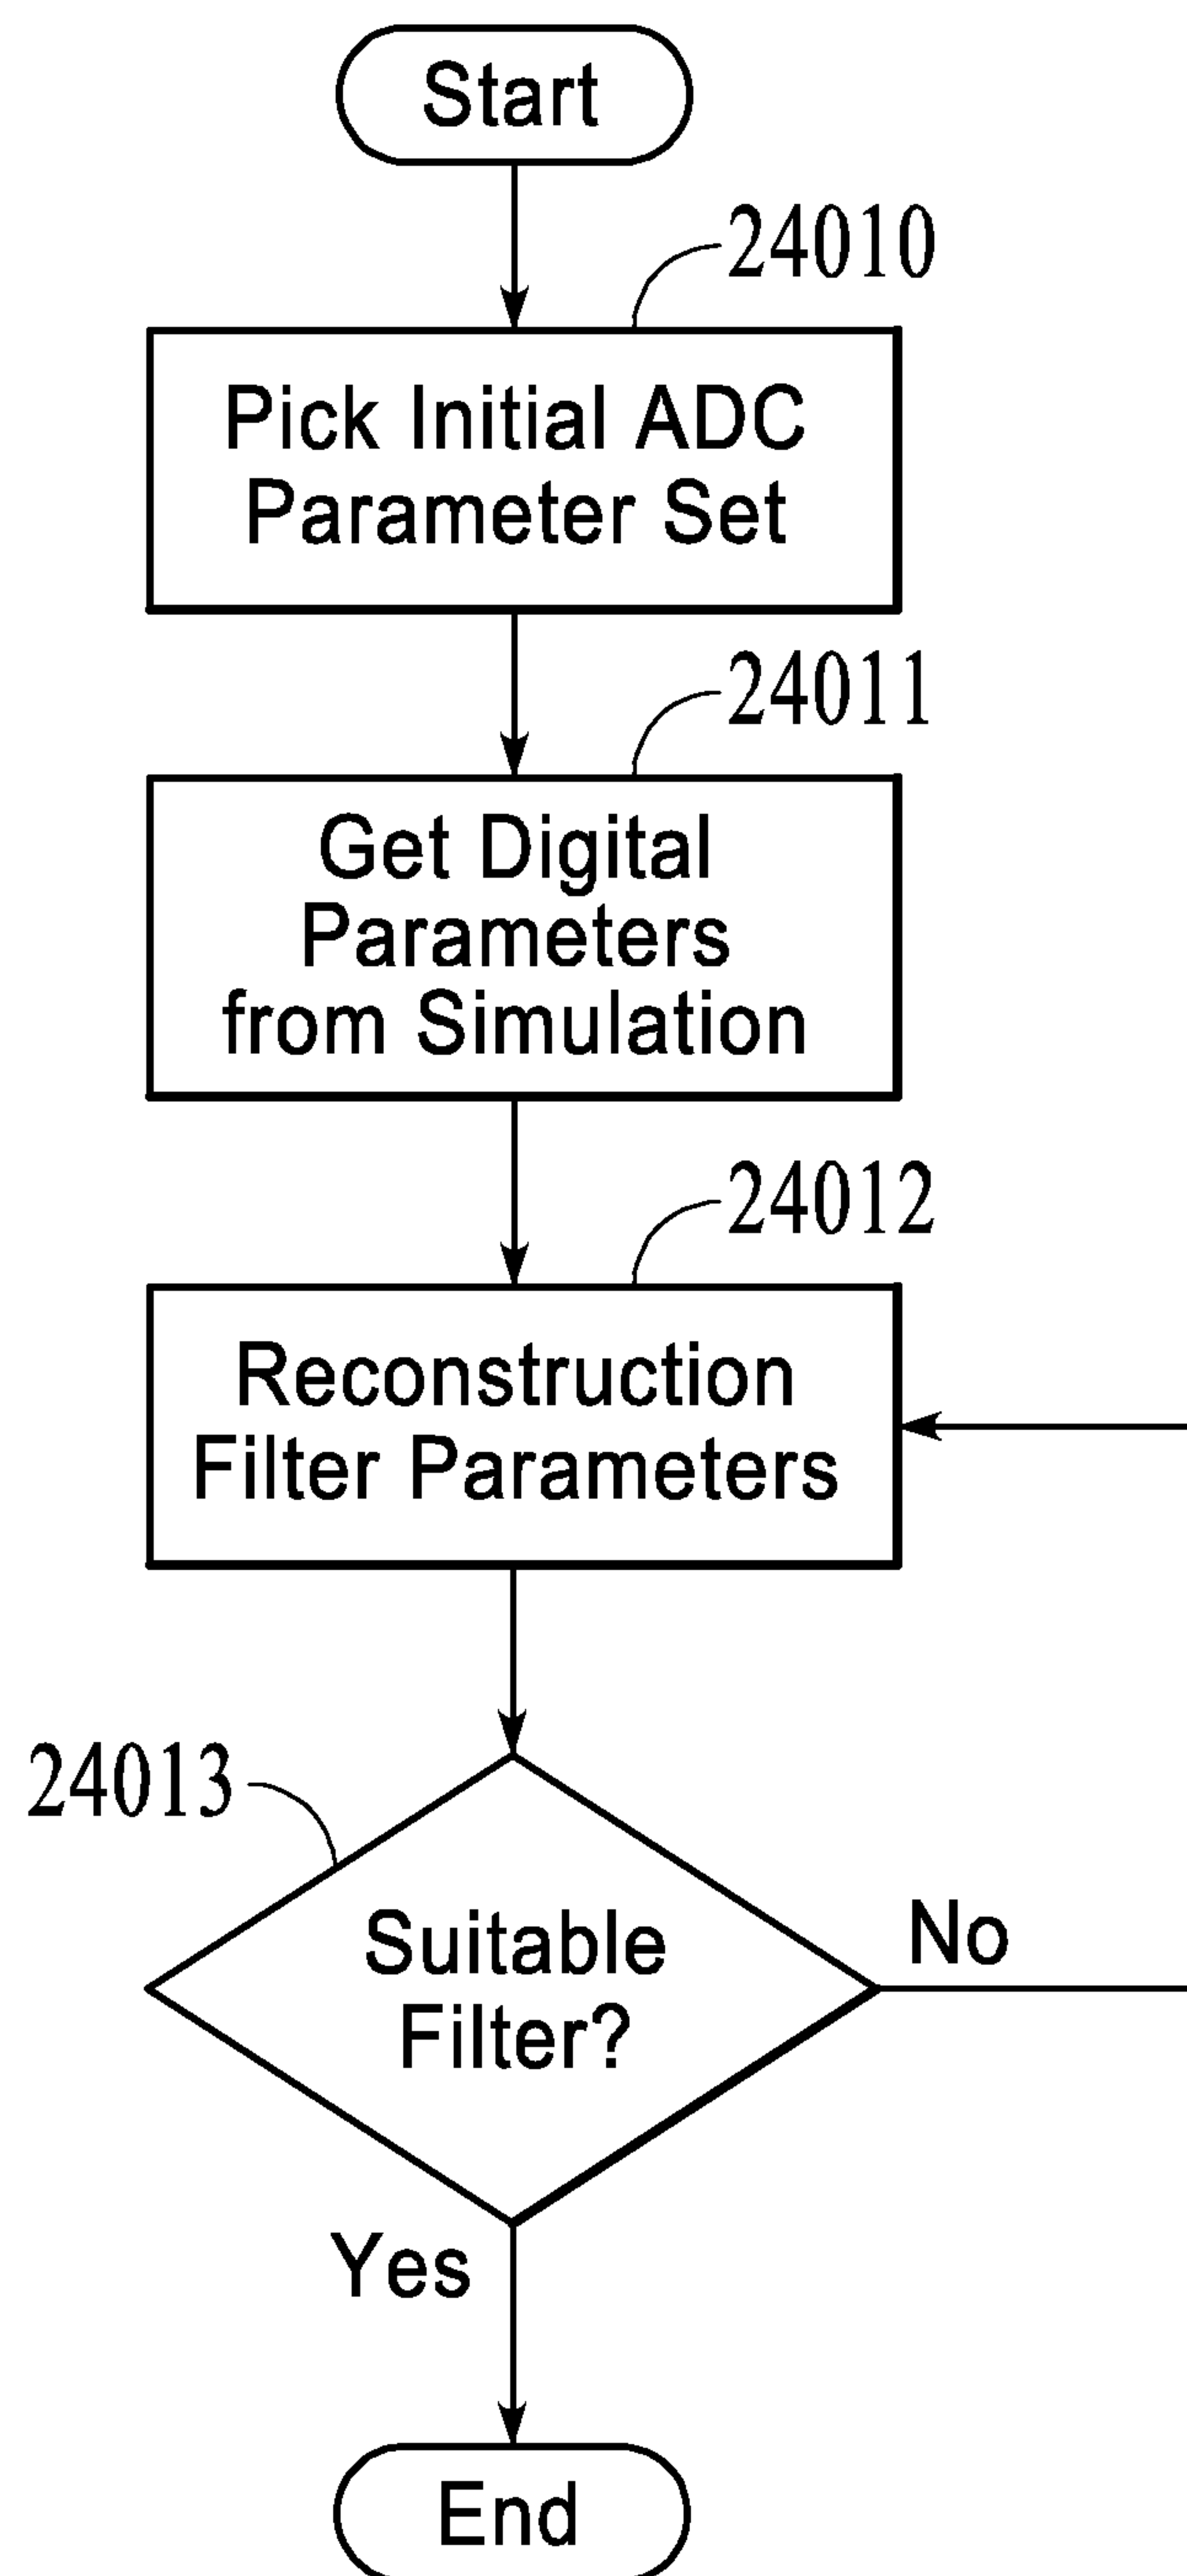 Start
24010
Pick Initial ADC
Parameter Set
24011
Get Digital
Parameters
from Simulation
24012
Reconstruction
Filter Parameters
24013
Suitable
Filter?
No
Yes
End